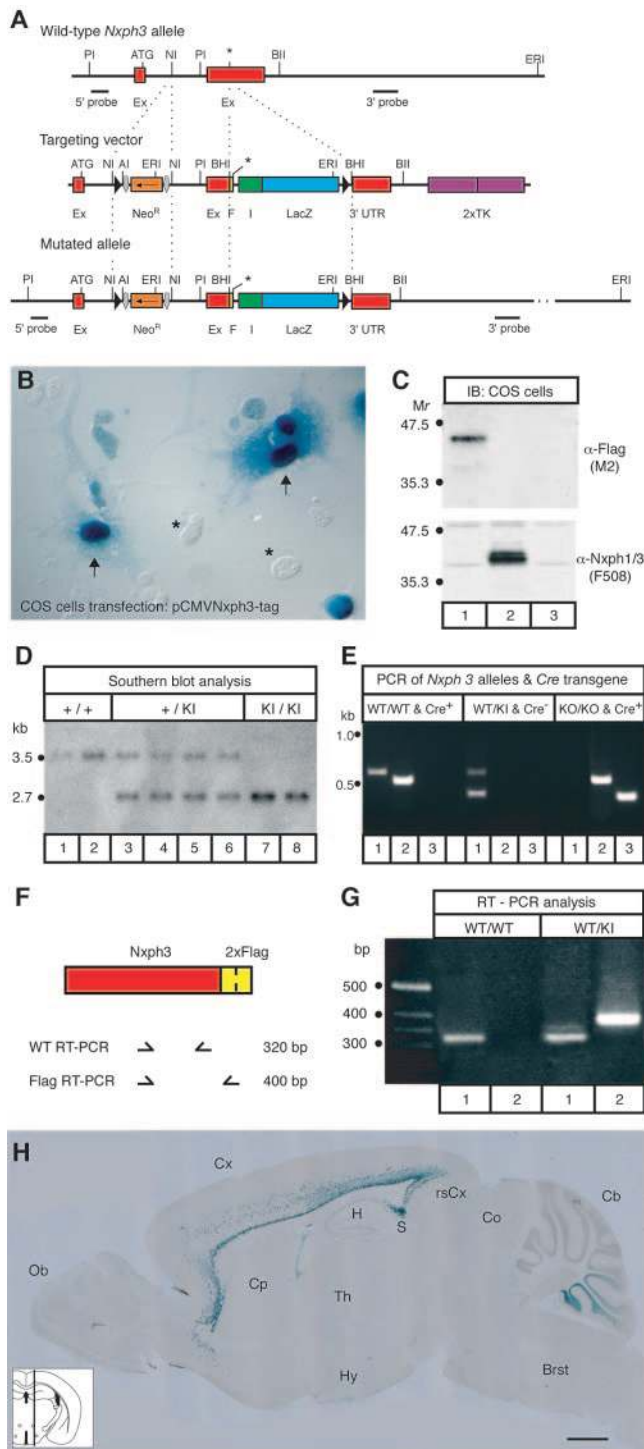 A
Wild-type Nxph3 allele
PI ATG NI PI * BII ERI
5' probe Ex Ex 3' probe
Targeting vector
ATG NI AI ERI NI PI BHI * ERI BHI BII
Ex NeoR Ex F I LacZ 3' UTR 2xTK
Mutated allele
PI ATG NI AI ERI NI PI BHI * ERI BHI BII ERI
5' probe Ex NeoR Ex F I LacZ 3' UTR 3' probe
B
* *
COS cells transfection: pCMVNxph3-tag
C
IB: COS cells
Mr
47.5
α-Flag
(M2)
35.3
47.5
α-Nxph1/3
(F508)
35.3
1 2 3
D
Southern blot analysis
+ / + + / KI KI / KI
kb
3.5
2.7
1 2 3 4 5 6 7 8
E
PCR of Nxph 3 alleles & Cre transgene
kb WT/WT & Cre+ WT/KI & Cre- KO/KO & Cre+
1.0
0.5
1 2 3 1 2 3 1 2 3
F
Nxph3 2xFlag
WT RT-PCR 320 bp
Flag RT-PCR 400 bp
G
RT - PCR analysis
bp WT/WT WT/KI
500
400
300
1 2 1 2
H
Cx
rsCx
Cb
H
Co
S
Ob
Cp
Th
Hy
Brst